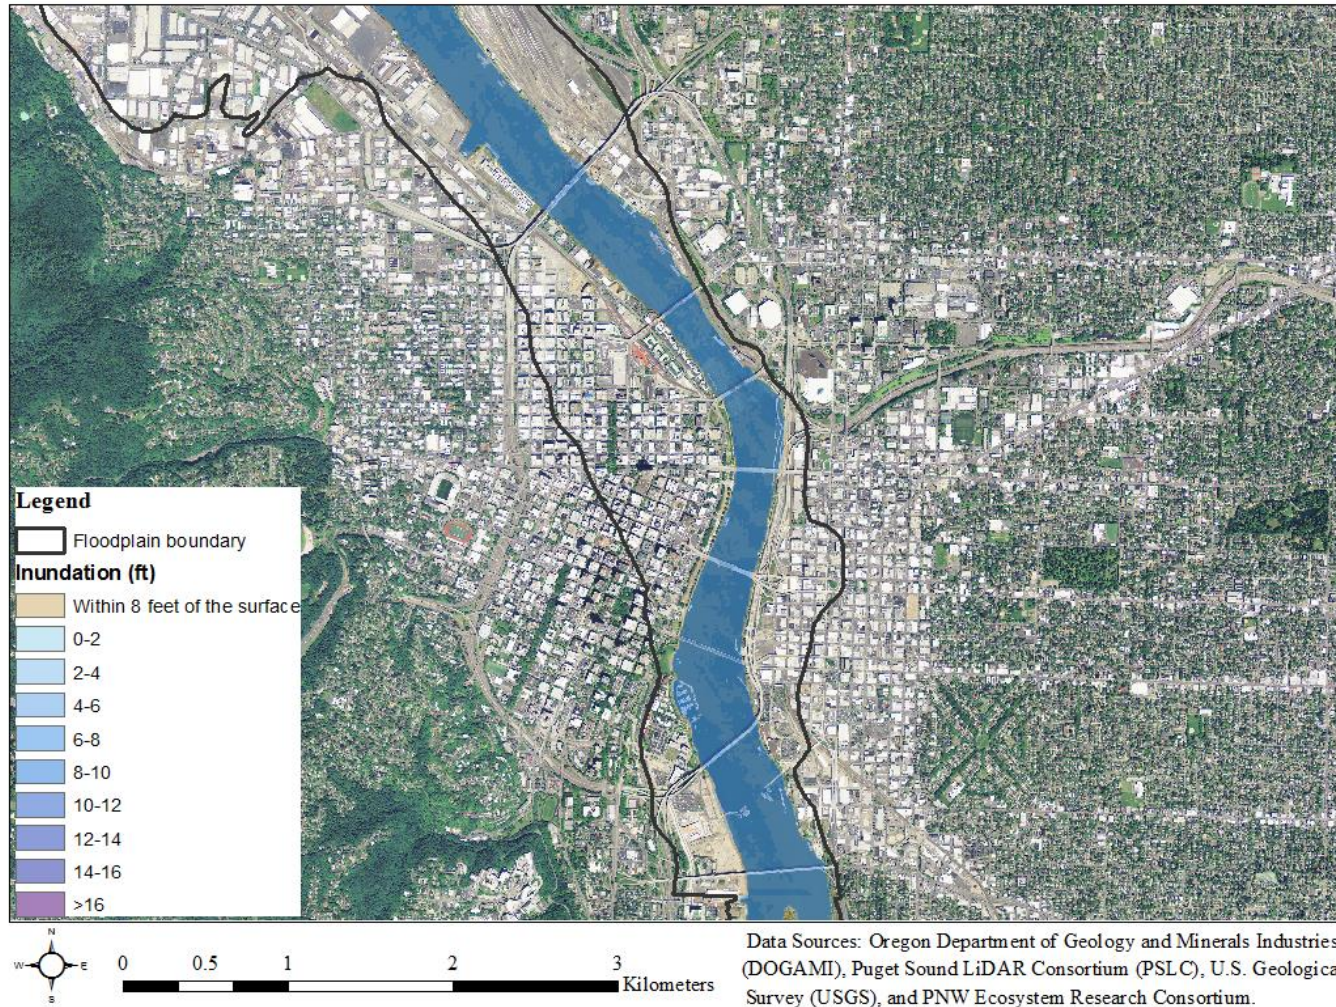 Legend
Floodplain boundary
Inundation (ft)
Within 8 feet of the surface
0-2
2-4
4-6
6-8
8-10
10-12
12-14
14-16
>16
N
W E
S
0 0.5 1 2 3
Kilometers
Data Sources: Oregon Department of Geology and Minerals Industries
(DOGAMI), Puget Sound LiDAR Consortium (PSLC), U.S. Geologica
Survey (USGS), and PNW Ecosystem Research Consortium.